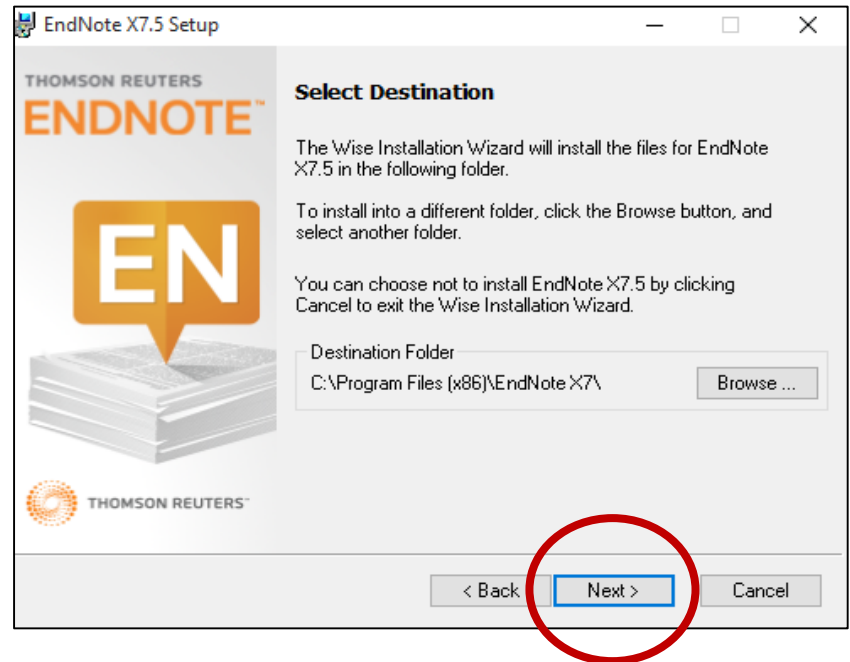 EndNote X7.5 Setup
THOMSON REUTERS
ENDNOTE™
EN
THOMSON REUTERS™
Select Destination
The Wise Installation Wizard will install the files for EndNote
X7.5 in the following folder.
To install into a different folder, click the Browse button, and
select another folder.
You can choose not to install EndNote X7.5 by clicking
Cancel to exit the Wise Installation Wizard.
Destination Folder
C:\Program Files (x86)\EndNote X7\
Browse ...
< Back
Next >
Cancel